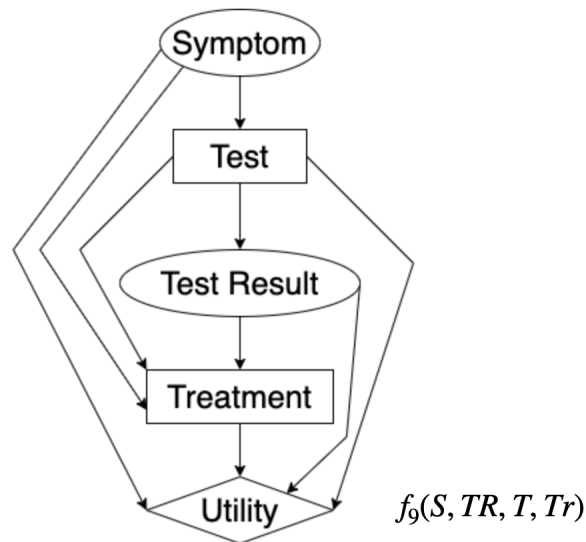 Symptom
Test
Test Result
Treatment
Utility
f₉(S, TR, T, Tr)